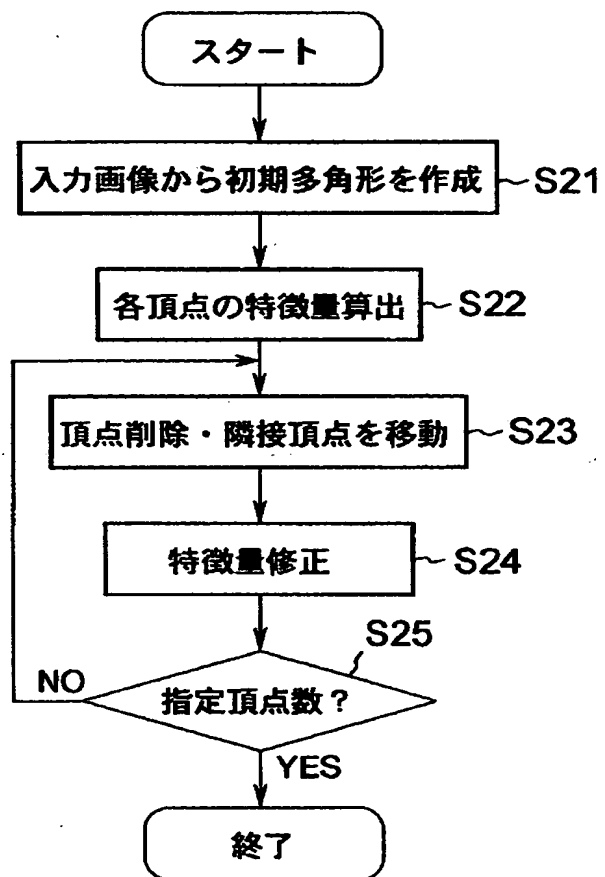 スタート
入力画像から初期多角形を作成
S21
各頂点の特徴量算出
S22
頂点削除・隣接頂点を移動
S23
特徴量修正
S24
S25
NO
指定頂点数？
YES
終了